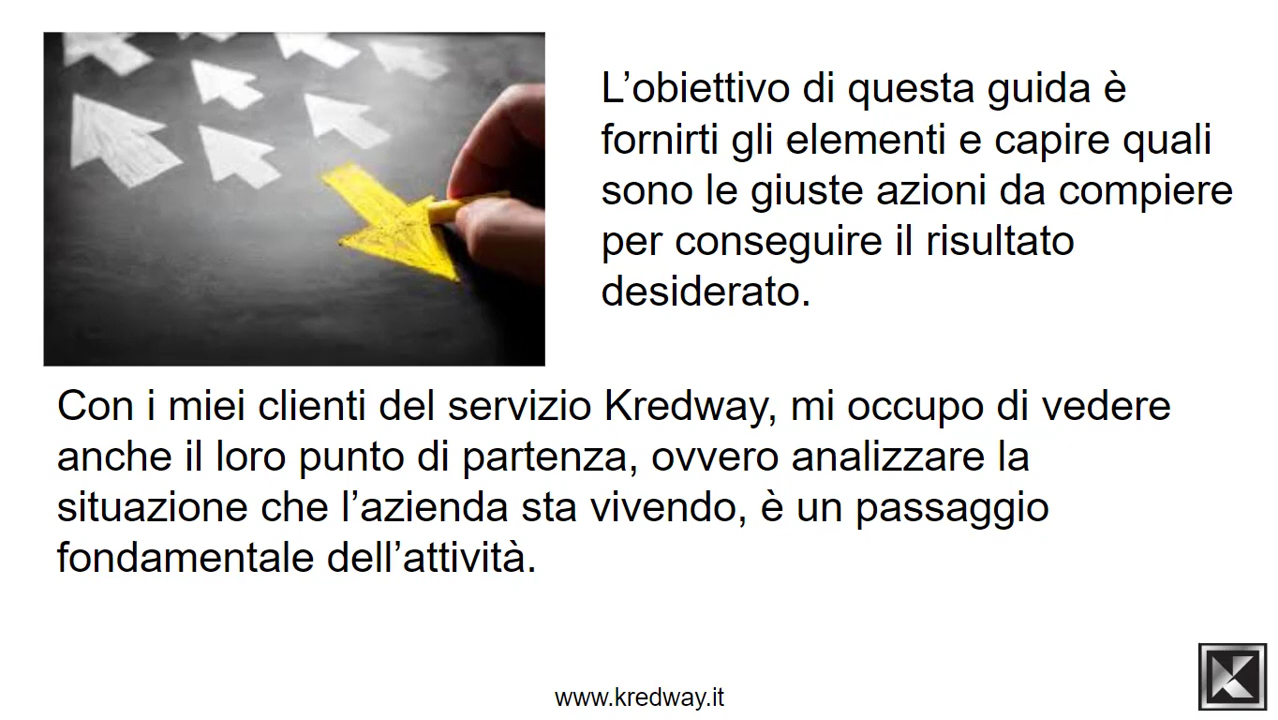 L’obiettivo di questa guida è
fornirti gli elementi e capire quali
sono le giuste azioni da compiere
per conseguire il risultato
desiderato.
Con i miei clienti del servizio Kredway, mi occupo di vedere
anche il loro punto di partenza, ovvero analizzare la
situazione che l’azienda sta vivendo, è un passaggio
fondamentale dell’attività.
www.kredway.it